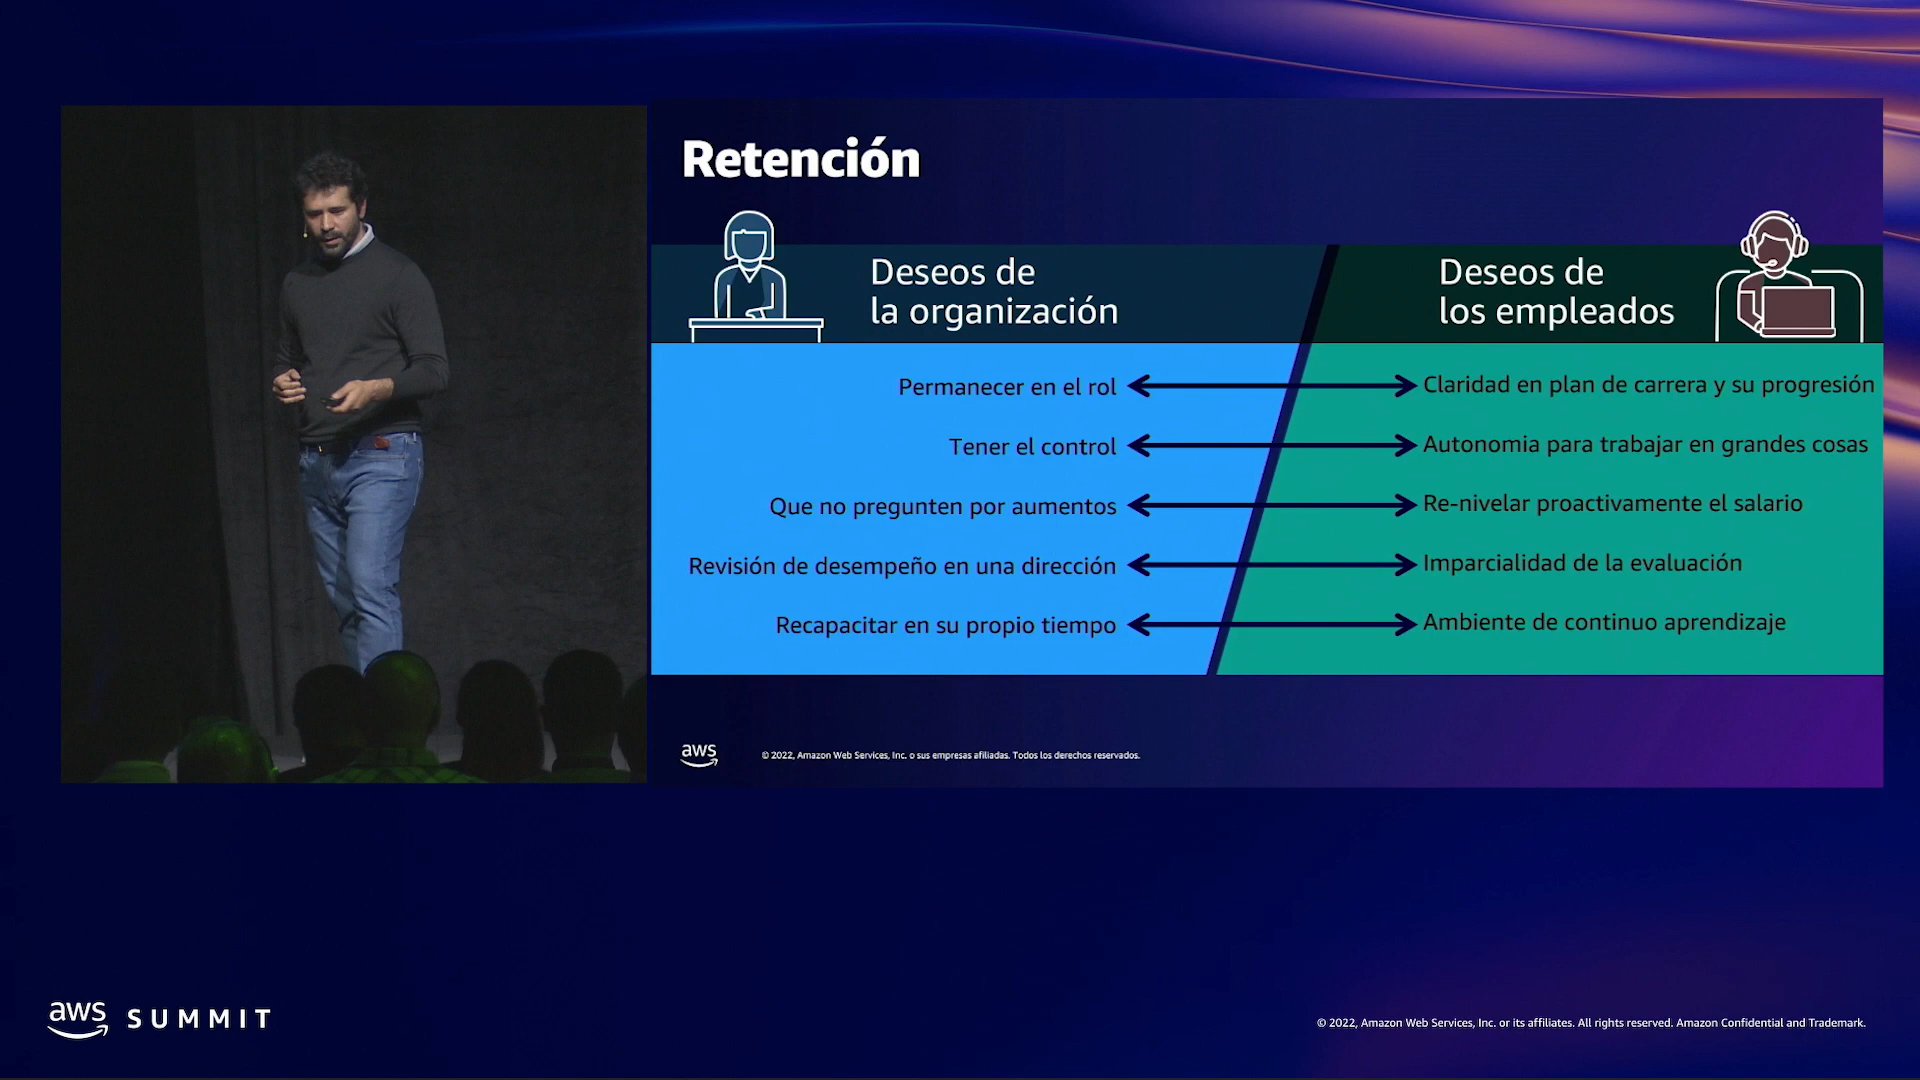 Retención
Deseos de
la organización
Deseos de
los empleados
Permanecer en el rol
Claridad en plan de carrera y su progresión
Tener el control
Autonomia para trabajar en grandes cosas
Que no pregunten por aumentos
Re-nivelar proactivamente el salario
Revisión de desempeño en una dirección
Imparcialidad de la evaluación
Recapacitar en su propio tiempo
Ambiente de continuo aprendizaje
aws
© 2022, Amazon Web Services, Inc. o sus empresas afiliadas. Todos los derechos reservados.
aws SUMMIT
© 2022, Amazon Web Services, Inc. or its affiliates. All rights reserved. Amazon Confidential and Trademark.